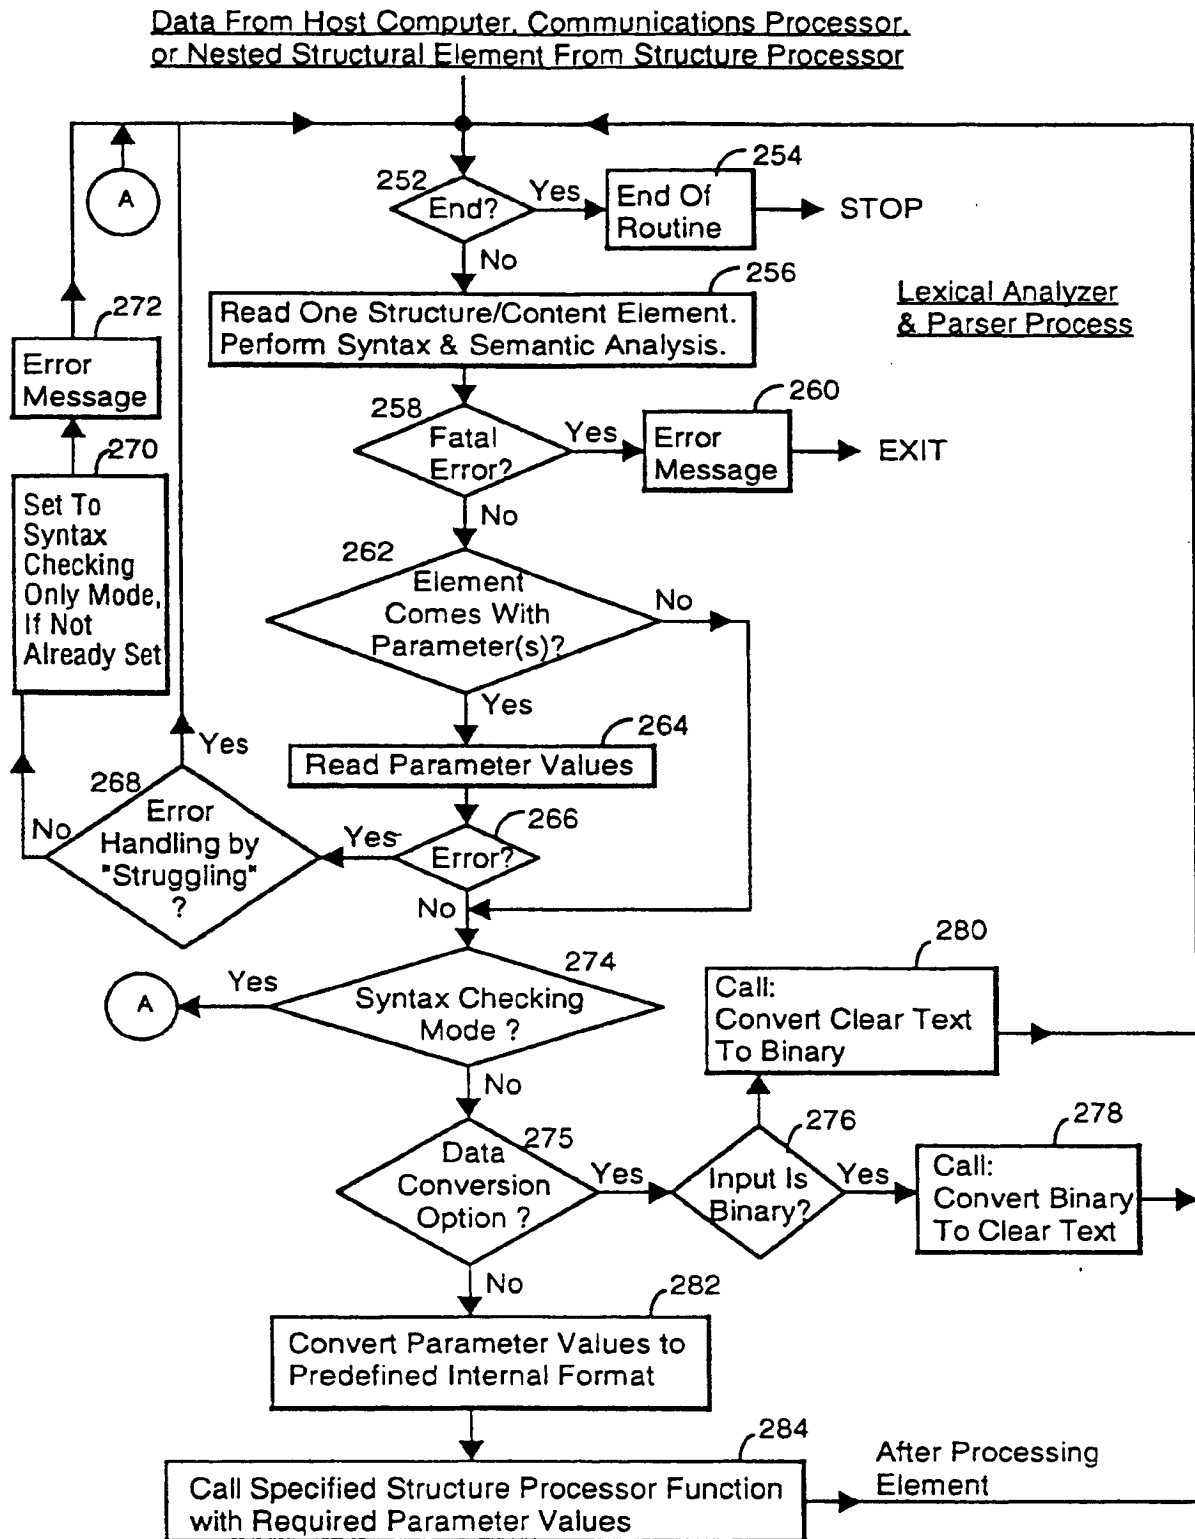 Data From Host Computer, Communications Processor,
or Nested Structural Element From Structure Processor
A
252
End?
Yes
254
End Of
Routine
STOP
No
256
Read One Structure/Content Element.
Perform Syntax & Semantic Analysis.
Lexical Analyzer
& Parser Process
272
Error
Message
258
Fatal
Error?
Yes
260
Error
Message
EXIT
No
270
Set To
Syntax
Checking
Only Mode,
If Not
Already Set
262
Element
Comes With
Parameter(s)?
No
Yes
264
Read Parameter Values
266
Error?
Yes
268
Error
Handling by
"Struggling"
?
Yes
No
No
274
Syntax Checking
Mode ?
Yes
A
No
275
Data
Conversion
Option ?
Yes
276
Input Is
Binary?
Yes
280
Call:
Convert Clear Text
To Binary
278
Call:
Convert Binary
To Clear Text
No
282
Convert Parameter Values to
Predefined Internal Format
284
Call Specified Structure Processor Function
with Required Parameter Values
After Processing
Element